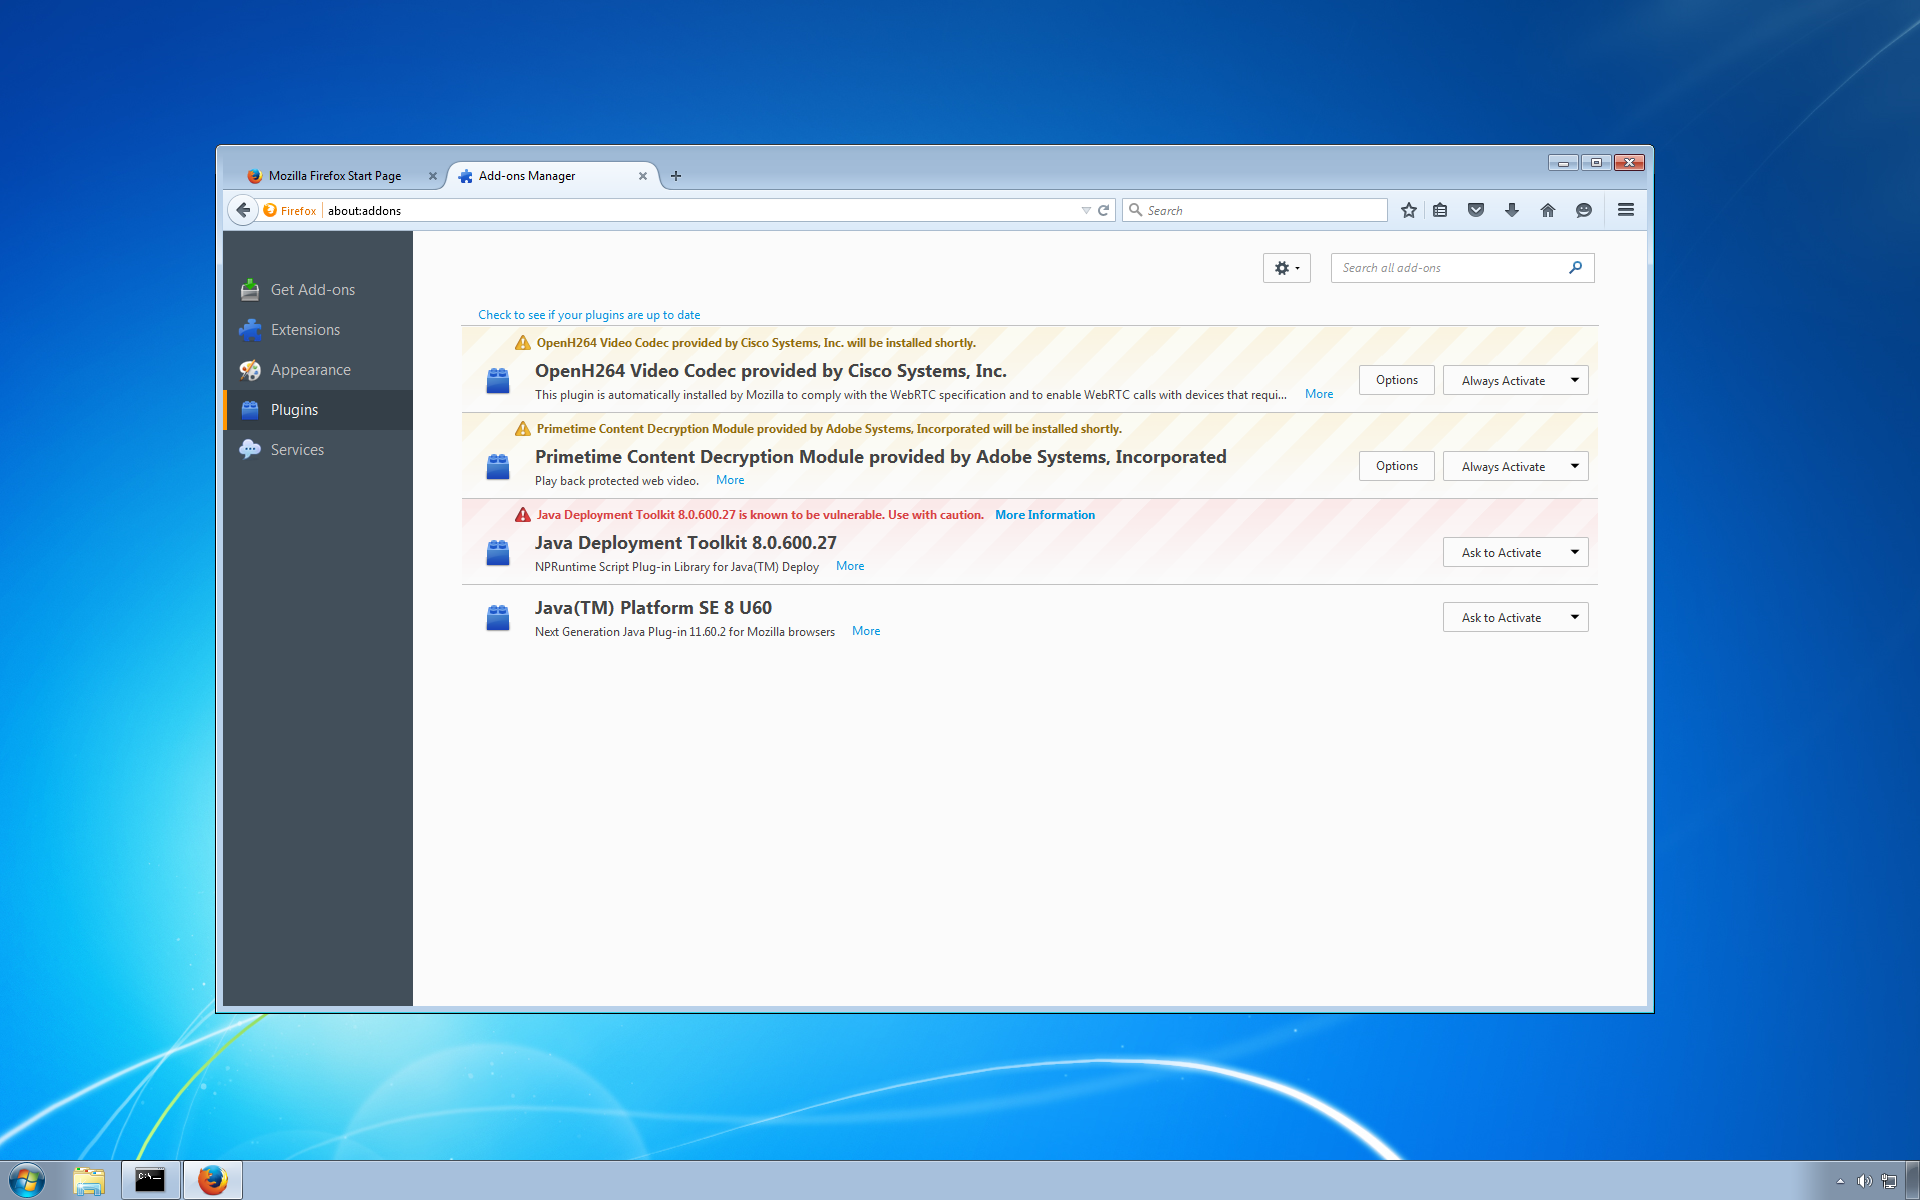 Mozilla Firefox Start Page
Add-ons Manager
Firefox
about:addons
Search
Get Add-ons
Extensions
Appearance
Plugins
Services
Search all add-ons
Check to see if your plugins are up to date
OpenH264 Video Codec provided by Cisco Systems, Inc. will be installed shortly.
OpenH264 Video Codec provided by Cisco Systems, Inc.
This plugin is automatically installed by Mozilla to comply with the WebRTC specification and to enable WebRTC calls with devices that requi... More
Options
Always Activate
Primetime Content Decryption Module provided by Adobe Systems, Incorporated will be installed shortly.
Primetime Content Decryption Module provided by Adobe Systems, Incorporated
Play back protected web video. More
Options
Always Activate
Java Deployment Toolkit 8.0.600.27 is known to be vulnerable. Use with caution. More Information
Java Deployment Toolkit 8.0.600.27
NPRuntime Script Plug-in Library for Java(TM) Deploy More
Ask to Activate
Java(TM) Platform SE 8 U60
Next Generation Java Plug-in 11.60.2 for Mozilla browsers More
Ask to Activate
C:\